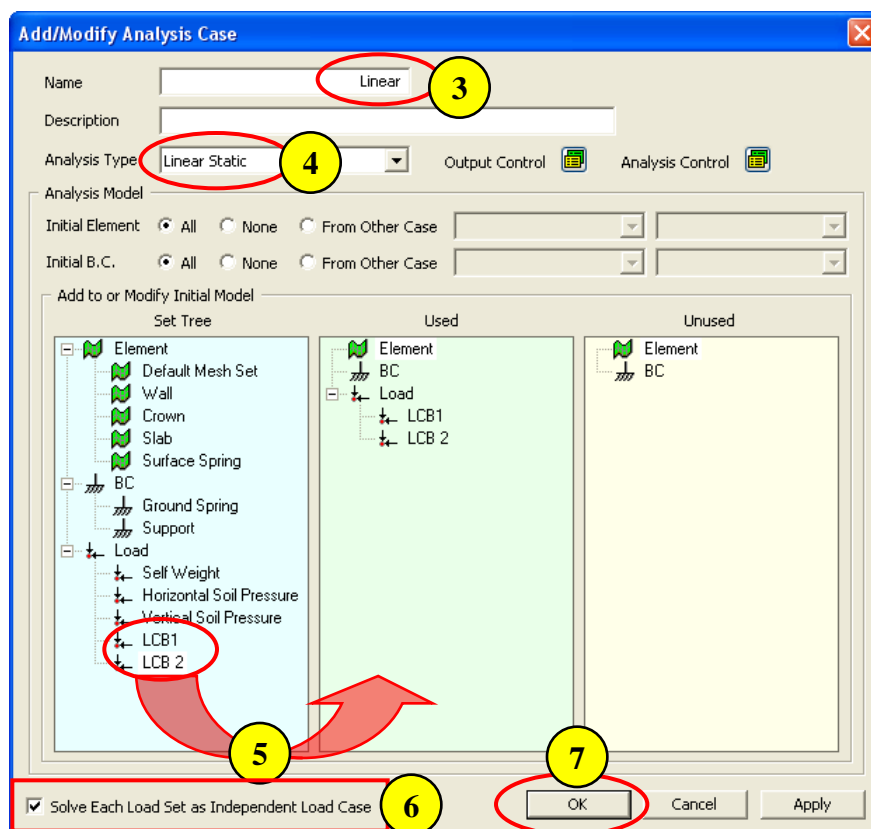 Add/Modify Analysis Case
Name Linear 3
Description
Analysis Type Linear Static 4 Output Control Analysis Control
Analysis Model
Initial Element All None From Other Case
Initial B.C. All None From Other Case
Add to or Modify Initial Model
Set Tree
Element
Default Mesh Set
Wall
Crown
Slab
Surface Spring
BC
Ground Spring
Support
Load
Self Weight
Horizontal Soil Pressure
Vertical Soil Pressure
LCB1
LCB 2
Used
Element
BC
Load
LCB1
LCB 2
Unused
Element
BC
5
7
Solve Each Load Set as Independent Load Case 6 OK Cancel Apply